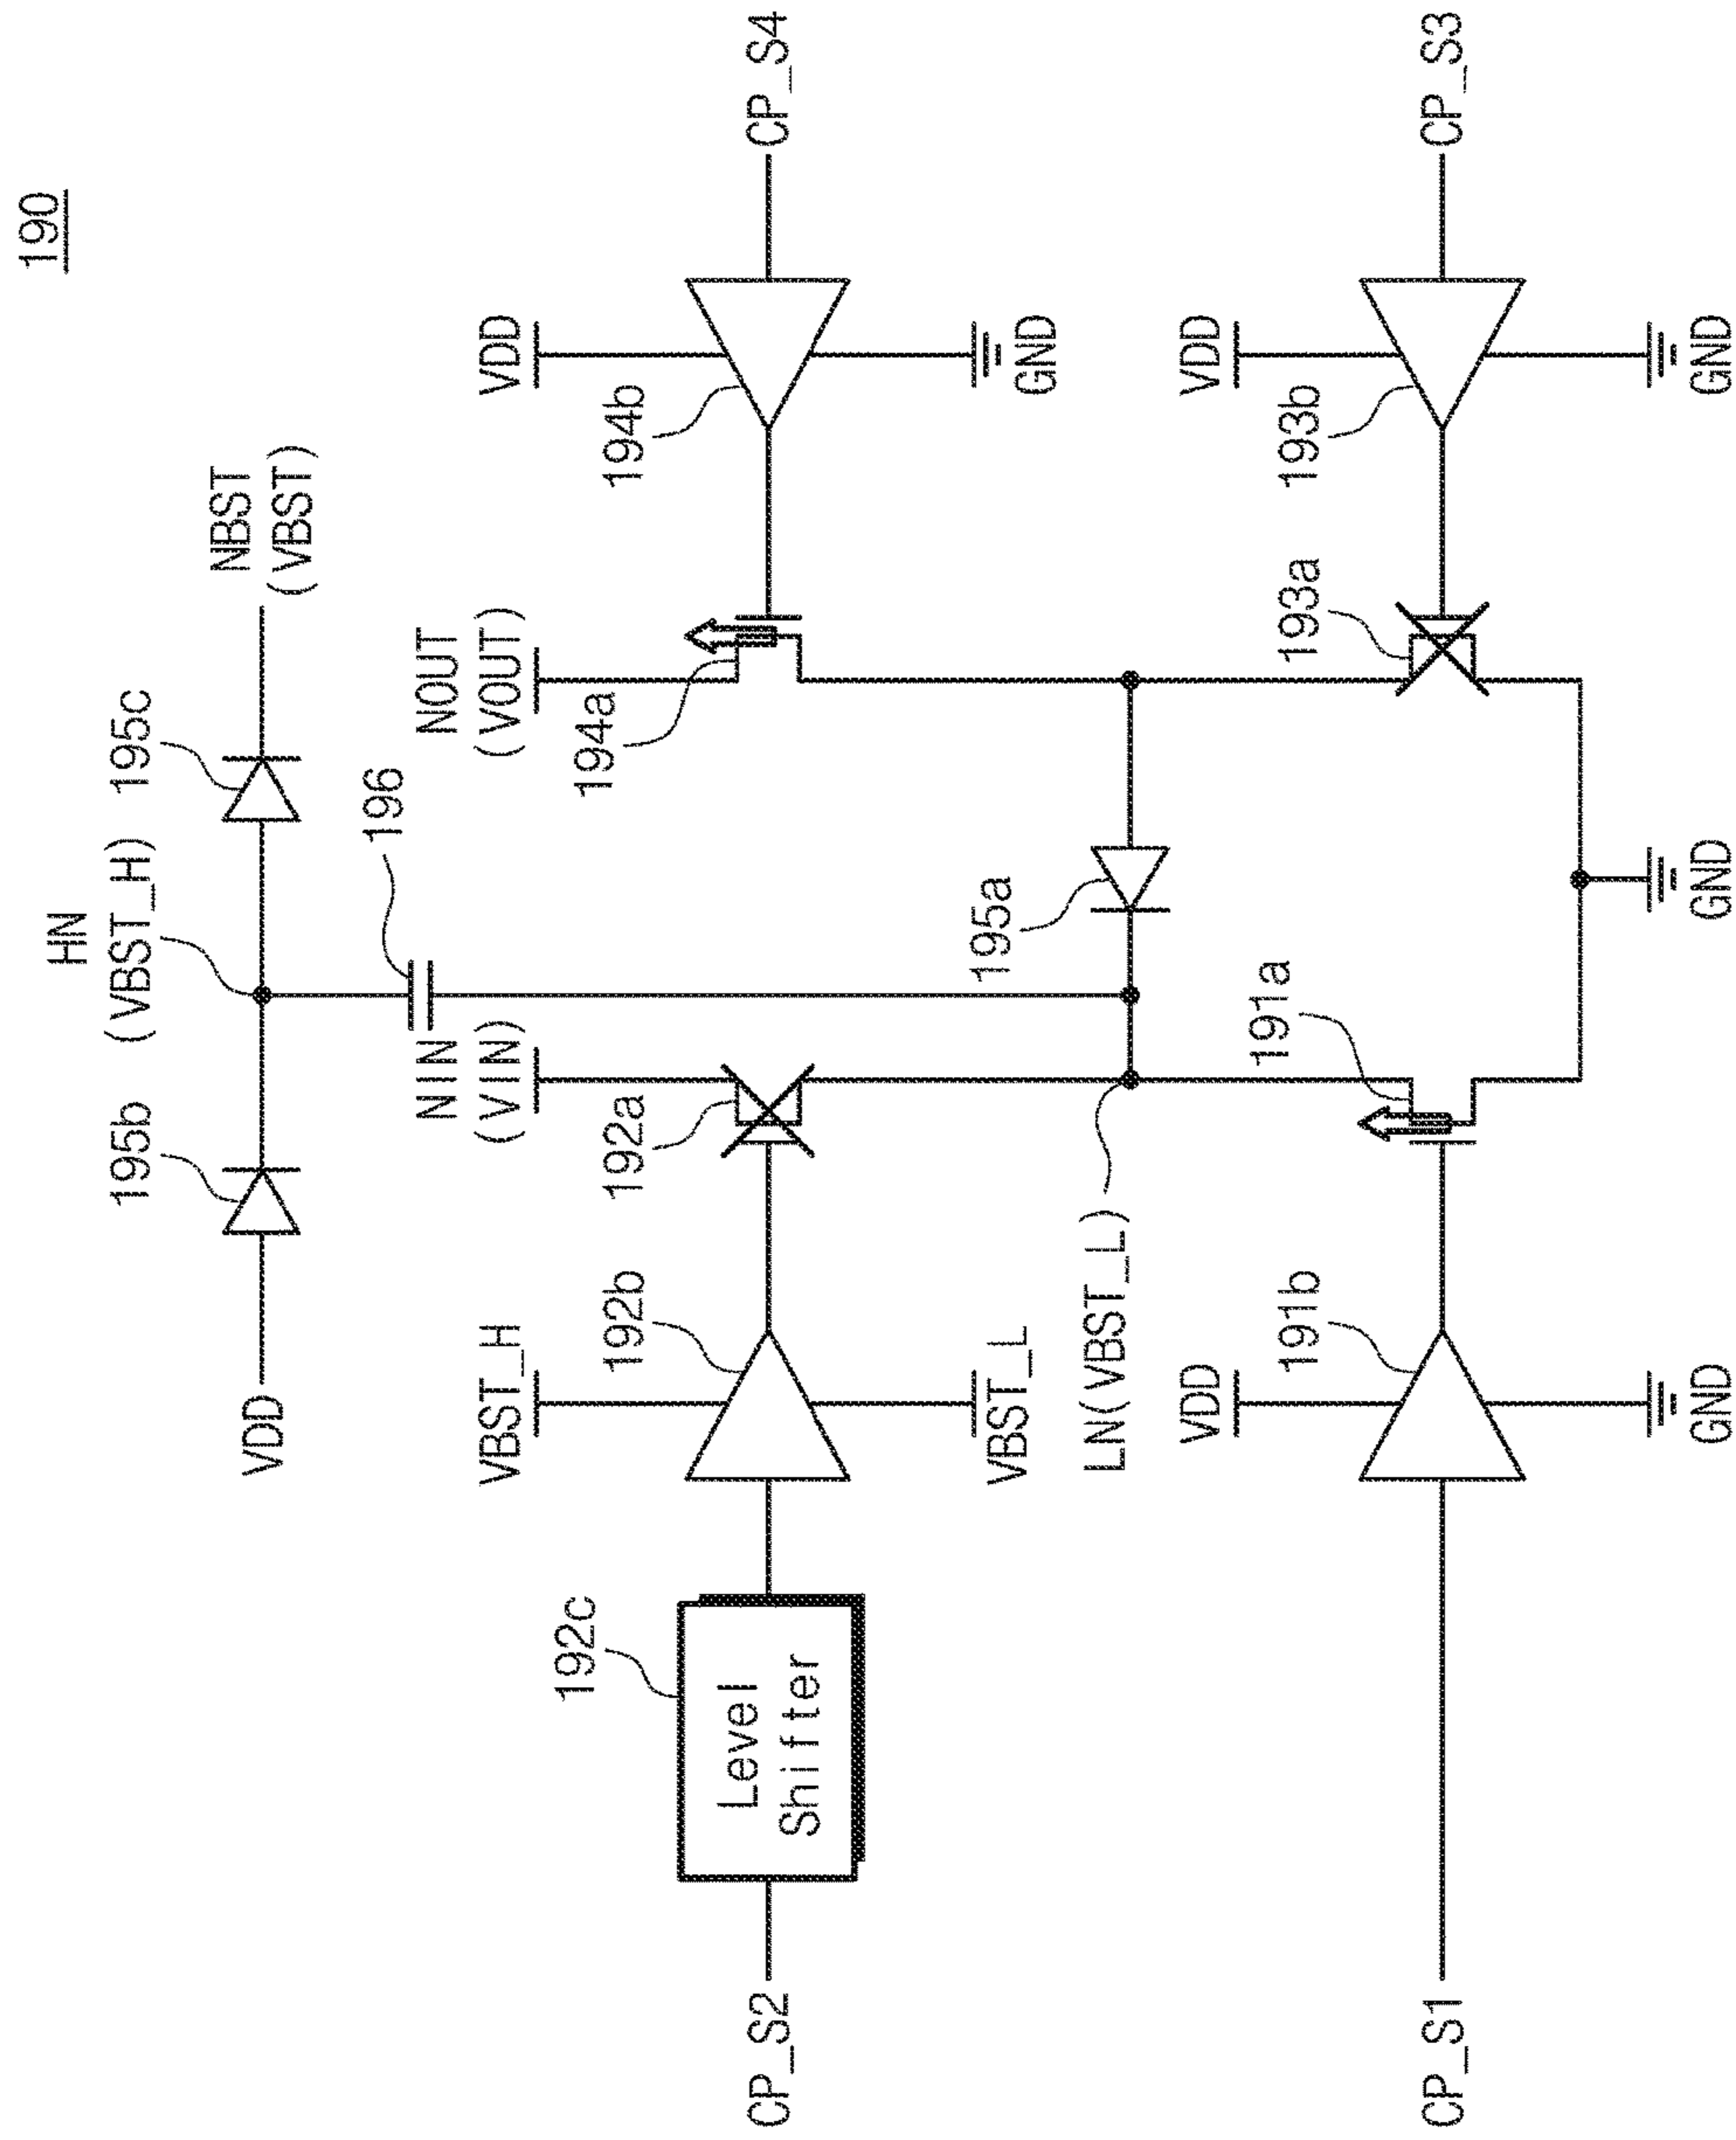 190
HN
(VBST_H)
195b
195c
NBST
(VBST)
VDD
196
VBST_H
NIN
(VIN)
NOUT
(VOUT)
VDD
192c
192b
192a
194a
194b
CP_S2
Level
Shifter
CP_S4
VBST_L
GND
195a
LN(VBST_L)
VDD
191b
191a
193a
VDD
193b
CP_S1
CP_S3
GND
GND
GND